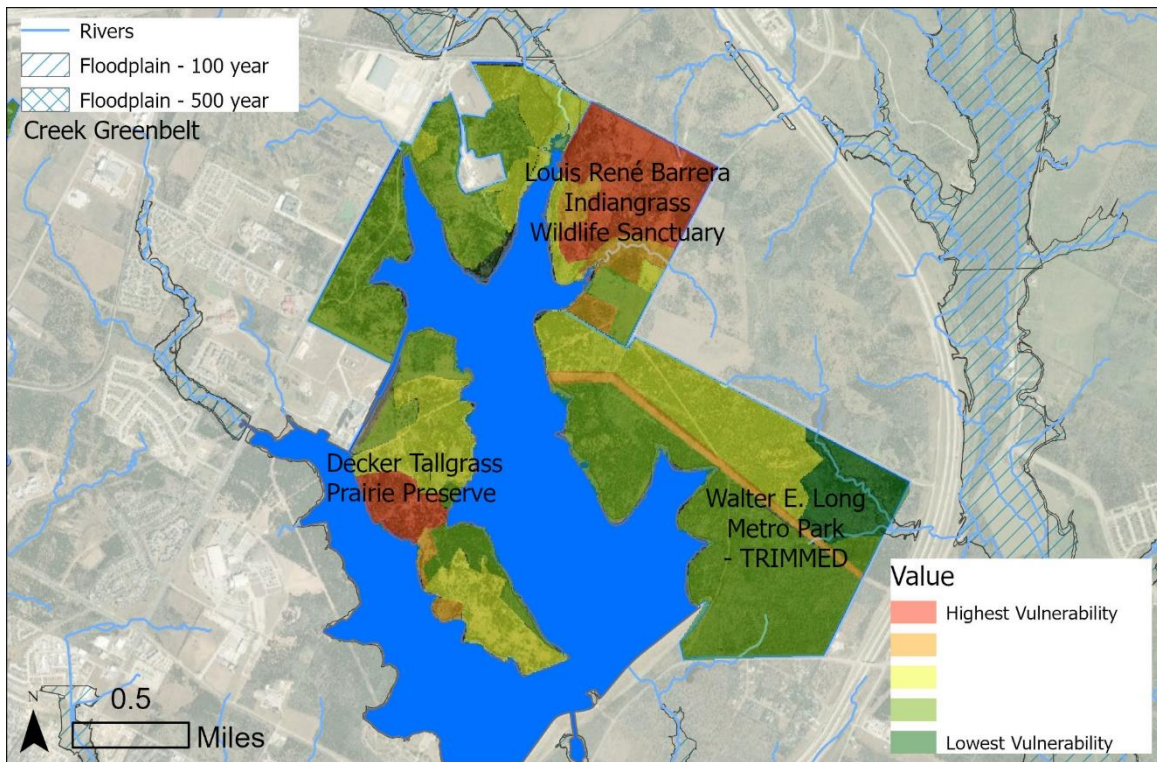 Rivers
Floodplain - 100 year
Floodplain - 500 year
Creek Greenbelt
Louis René Barrera
Indiangrass
Wildlife Sanctuary
Decker Tallgrass
Prairie Preserve
Walter E. Long
Metro Park
- TRIMMED
Value
Highest Vulnerability
Lowest Vulnerability
N
0.5
Miles